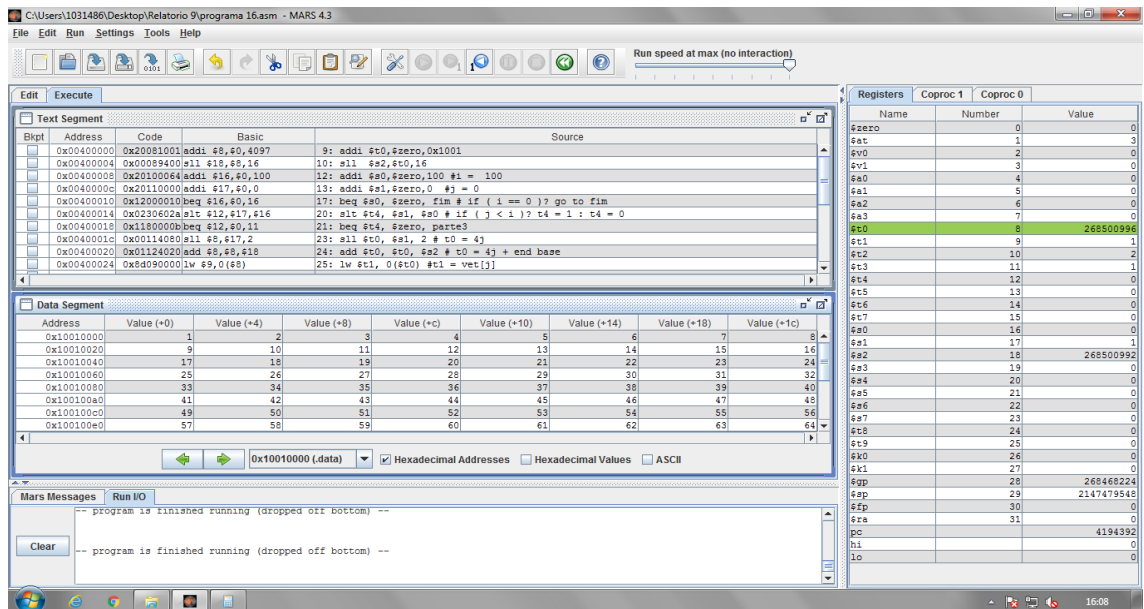 C:\Users\1031486\Desktop\Relatorio 9\programa 16.asm - MARS 4.3
File Edit Run Settings Tools Help
Run speed at max (no interaction)
Edit Execute
Text Segment
Bkpt Address Code Basic Source
0x00400000 0x20081001 addi $8,$0,4097 9: addi $t0,$zero,0x1001
0x00400004 0x00089400 sll $18,$8,16 10: sll $s2,$t0,16
0x00400008 0x20100064 addi $16,$0,100 12: addi $s0,$zero,100 #i = 100
0x0040000c 0x20110000 addi $17,$0,0 13: addi $s1,$zero,0 #j = 0
0x00400010 0x12000010 beq $16,$0,16 17: beq $s0, $zero, fim # if ( i == 0 )? go to fim
0x00400014 0x0230602a slt $12,$17,$16 20: slt $t4, $s1, $s0 # if ( j < i )? t4 = 1 : t4 = 0
0x00400018 0x1180000b beq $12,$0,11 21: beq $t4, $zero, parte3
0x0040001c 0x00114080 sll $8,$17,2 23: sll $t0, $s1, 2 # t0 = 4j
0x00400020 0x01124020 add $8,$8,$18 24: add $t0, $t0, $s2 # t0 = 4j + end base
0x00400024 0x8d090000 lw $9,0($8) 25: lw $t1, 0($t0) #t1 = vet[j]
Data Segment
Address Value (+0) Value (+4) Value (+8) Value (+c) Value (+10) Value (+14) Value (+18) Value (+1c)
0x10010000 1 2 3 4 5 6 7 8
0x10010020 9 10 11 12 13 14 15 16
0x10010040 17 18 19 20 21 22 23 24
0x10010060 25 26 27 28 29 30 31 32
0x10010080 33 34 35 36 37 38 39 40
0x100100a0 41 42 43 44 45 46 47 48
0x100100c0 49 50 51 52 53 54 55 56
0x100100e0 57 58 59 60 61 62 63 64
0x10010000 (.data) Hexadecimal Addresses Hexadecimal Values ASCII
Mars Messages Run I/O
-- program is finished running (dropped off bottom) --
Clear
-- program is finished running (dropped off bottom) --
Registers Coproc 1 Coproc 0
Name Number Value
$zero 0 0
$at 1 3
$v0 2 0
$v1 3 0
$a0 4 0
$a1 5 0
$a2 6 0
$a3 7 0
$t0 8 268500996
$t1 9 1
$t2 10 2
$t3 11 1
$t4 12 0
$t5 13 0
$t6 14 0
$t7 15 0
$s0 16 0
$s1 17 1
$s2 18 268500992
$s3 19 0
$s4 20 0
$s5 21 0
$s6 22 0
$s7 23 0
$t8 24 0
$t9 25 0
$k0 26 0
$k1 27 0
$gp 28 268468224
$sp 29 2147479548
$fp 30 0
$ra 31 0
pc 4194392
hi 0
lo 0
16:08